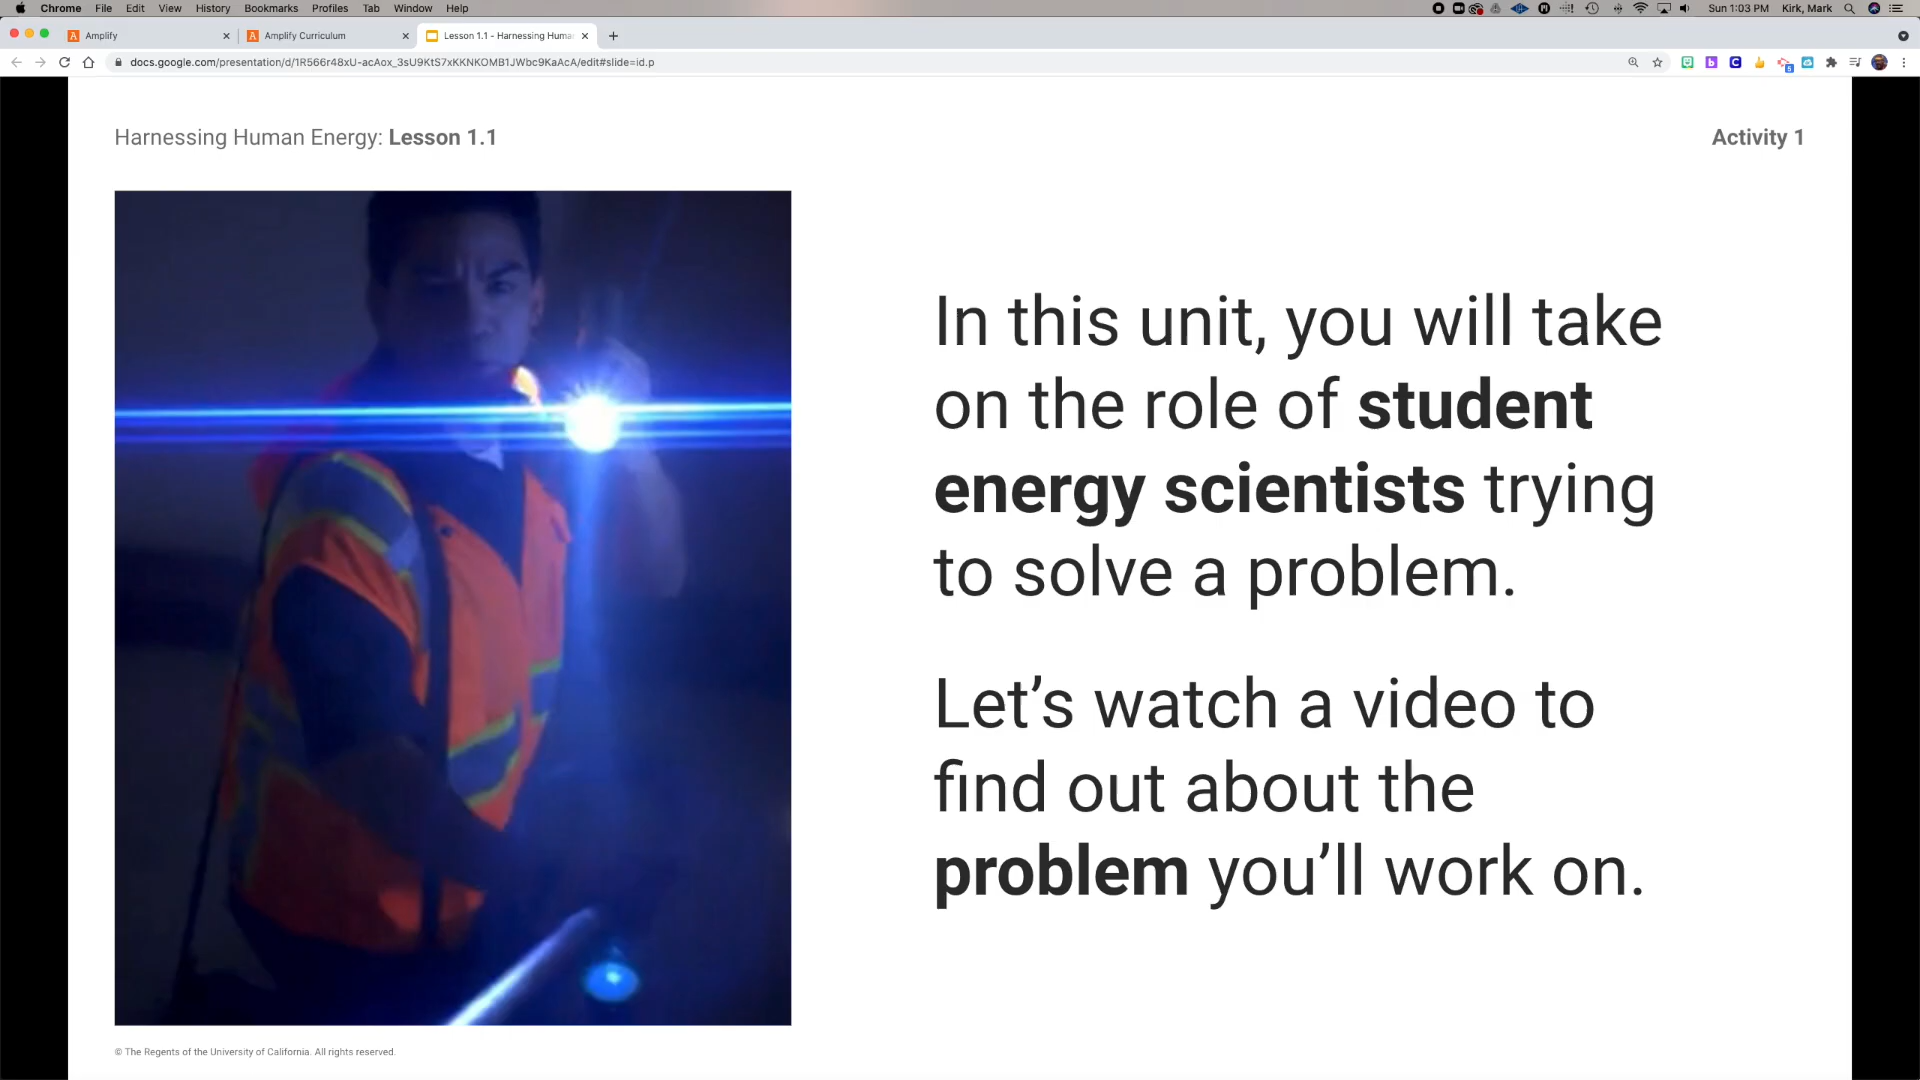 Chrome File Edit View History Bookmarks Profiles Tab Window Help Sun 1:03 PM Kirk, Mark
Amplify Amplify Curriculum Lesson 1.1 - Harnessing Huma
docs.google.com/presentation/d/1R566r48xU-acAox_3sU9KtS7xKKNKOMB1JWbc9KaAcA/edit#slide=id.p
Harnessing Human Energy: Lesson 1.1
Activity 1
In this unit, you will take
on the role of student
energy scientists trying
to solve a problem.
Let’s watch a video to
find out about the
problem you’ll work on.
© The Regents of the University of California. All rights reserved.